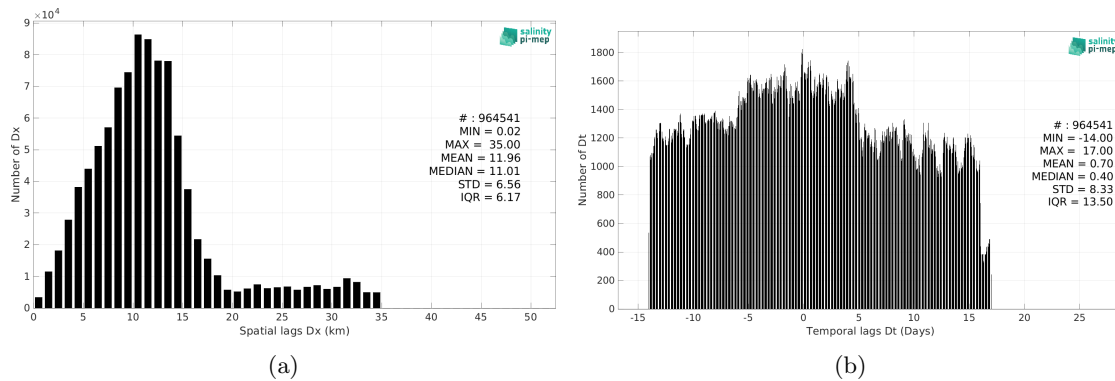 ×10⁴
9
8
7
6
5
4
3
2
1
0
Number of Dx
0 5 10 15 20 25 30 35 40 45 50
Spatial lags Dx (km)
salinity
pi-mep
# : 964541
MIN = 0.02
MAX = 35.00
MEAN = 11.96
MEDIAN = 11.01
STD = 6.56
IQR = 6.17
(a)
1800
1600
1400
1200
1000
800
600
400
200
0
Number of Dt
-15 -10 -5 0 5 10 15 20 25
Temporal lags Dt (Days)
salinity
pi-mep
# : 964541
MIN = -14.00
MAX = 17.00
MEAN = 0.70
MEDIAN = 0.40
STD = 8.33
IQR = 13.50
(b)